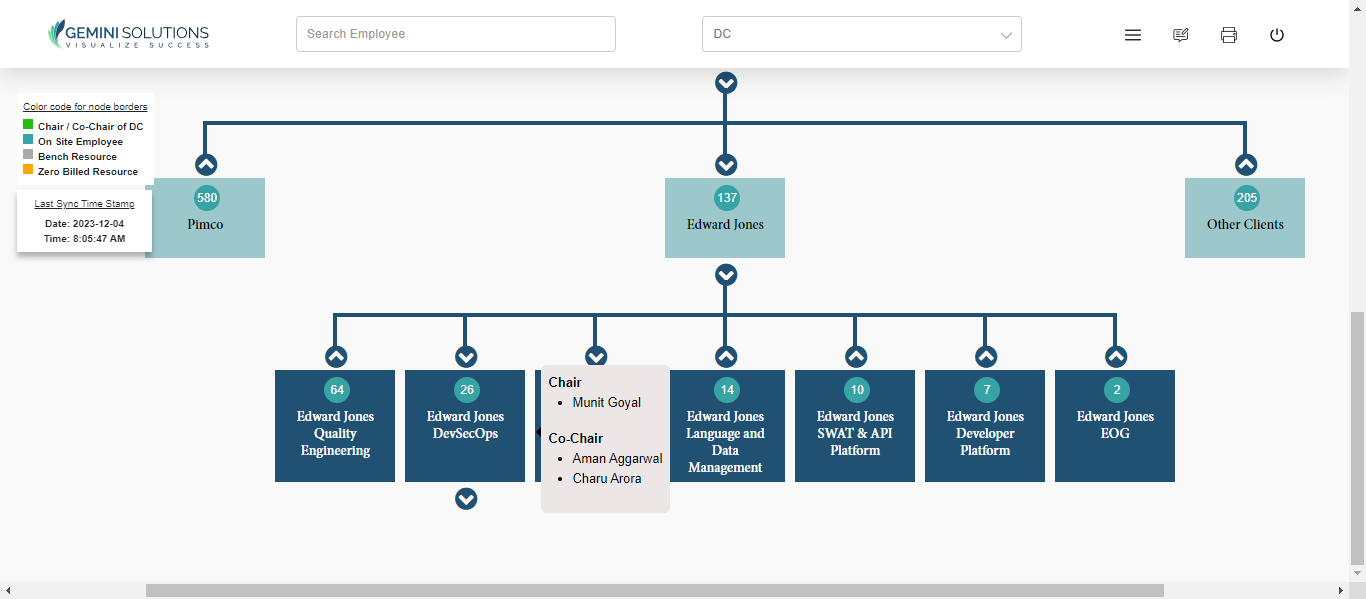 GEMINI SOLUTIONS
VISUALIZE SUCCESS
Search Employee
DC
Color code for node borders
Chair / Co-Chair of DC
On Site Employee
Bench Resource
Zero Billed Resource
Last Sync Time Stamp
Date: 2023-12-04
Time: 8:05:47 AM
580
Pimco
137
Edward Jones
205
Other Clients
64
Edward Jones
Quality
Engineering
26
Edward Jones
DevSecOps
Chair
• Munit Goyal
Co-Chair
• Aman Aggarwal
• Charu Arora
14
Edward Jones
Language and
Data
Management
10
Edward Jones
SWAT & API
Platform
7
Edward Jones
Developer
Platform
2
Edward Jones
EOG